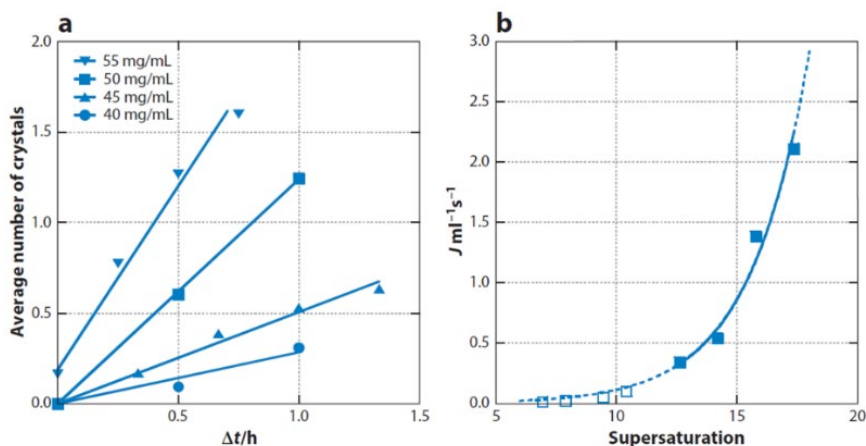 a
2.0
1.5
1.0
0.5
0.0
Average number of crystals
55 mg/mL
50 mg/mL
45 mg/mL
40 mg/mL
0.5
1.0
1.5
Δt/h
b
3.0
2.5
2.0
1.5
1.0
0.5
0.0
J ml⁻¹s⁻¹
5
10
15
20
Supersaturation